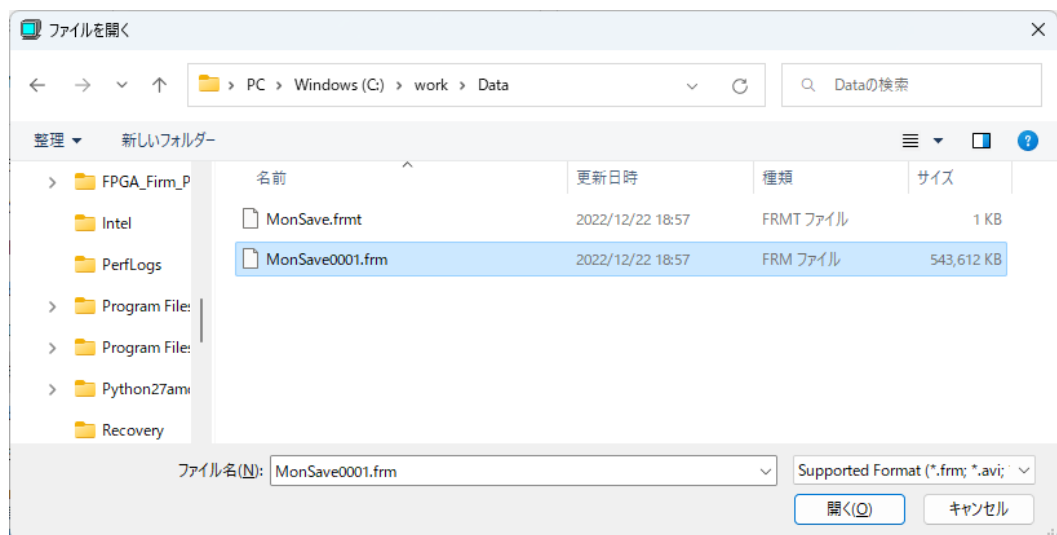 ファイルを開く
PC > Windows (C:) > work > Data
Dataの検索
整理 新しいフォルダー
名前 更新日時 種類 サイズ
FPGA_Firm_P
Intel
PerfLogs
Program File
Program File
Python27am
Recovery
MonSave.frmt 2022/12/22 18:57 FRMT ファイル 1 KB
MonSave0001.frm 2022/12/22 18:57 FRM ファイル 543,612 KB
ファイル名(N): MonSave0001.frm Supported Format (*.frm; *.avi;
開く(O) キャンセル